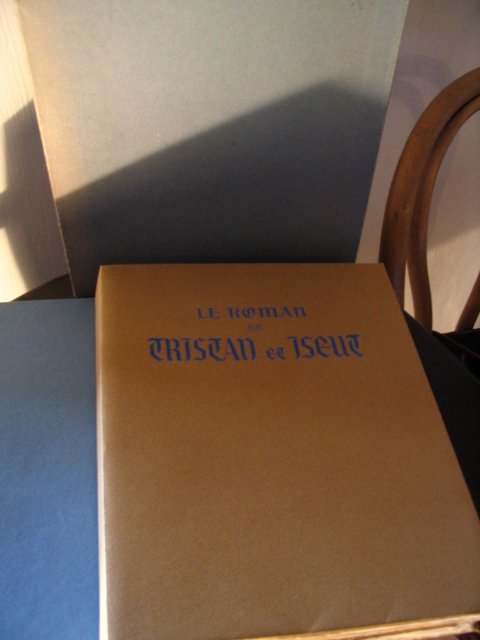 LE ROMAN
DE
TRISTAN et ISEUT